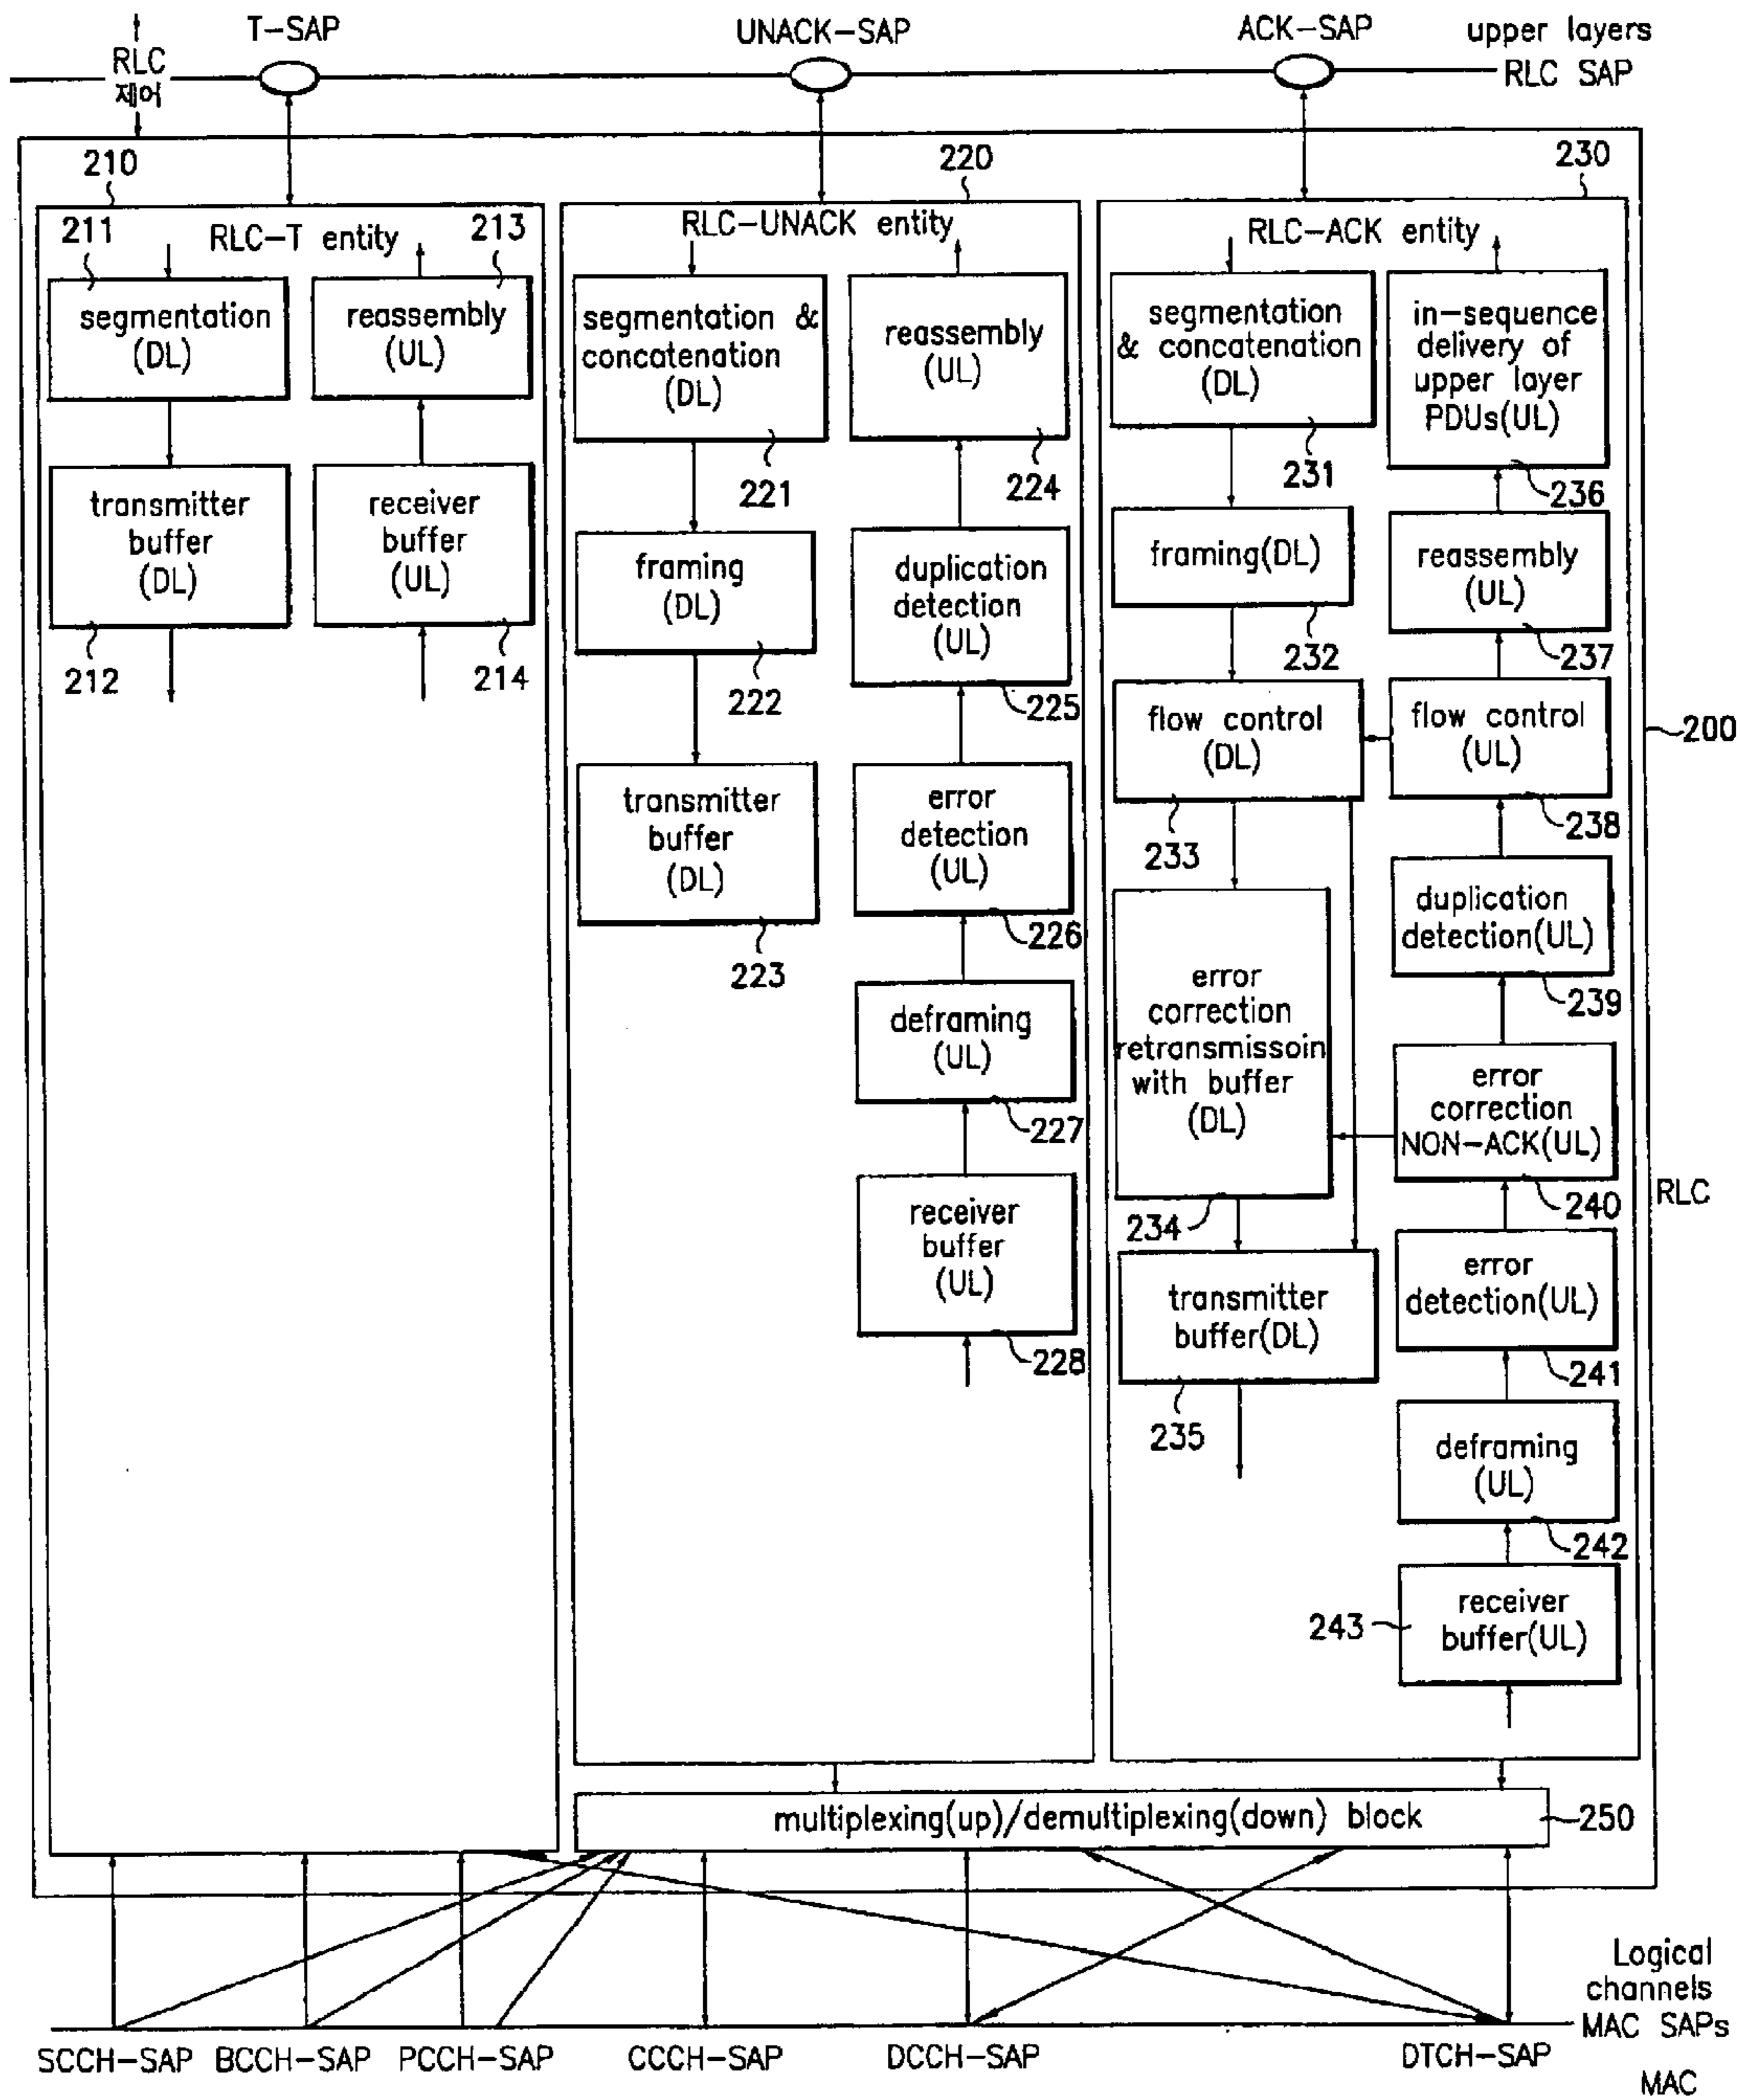 T-SAP
UNACK-SAP
ACK-SAP
upper layers
RLC
제어
RLC SAP
210
220
230
211
RLC-T entity
213
RLC-UNACK entity
RLC-ACK entity
segmentation
(DL)
reassembly
(UL)
segmentation &
concatenation
(DL)
reassembly
(UL)
segmentation
& concatenation
(DL)
in-sequence
delivery of
upper layer
PDUs(UL)
221
224
231
236
transmitter
buffer
(DL)
receiver
buffer
(UL)
framing
(DL)
duplication
detection
(UL)
framing(DL)
reassembly
(UL)
212
214
222
225
232
237
flow control
(DL)
flow control
(UL)
200
transmitter
buffer
(DL)
error
detection
(UL)
233
238
223
226
duplication
detection(UL)
239
error
correction
retransmissoin
with buffer
(DL)
deframing
(UL)
227
error
correction
NON-ACK(UL)
240
RLC
234
receiver
buffer
(UL)
228
transmitter
buffer(DL)
235
error
detection(UL)
241
deframing
(UL)
242
243
receiver
buffer(UL)
multiplexing(up)/demultiplexing(down) block
250
Logical
channels
MAC SAPs
SCCH-SAP
BCCH-SAP
PCCH-SAP
CCCH-SAP
DCCH-SAP
DTCH-SAP
MAC